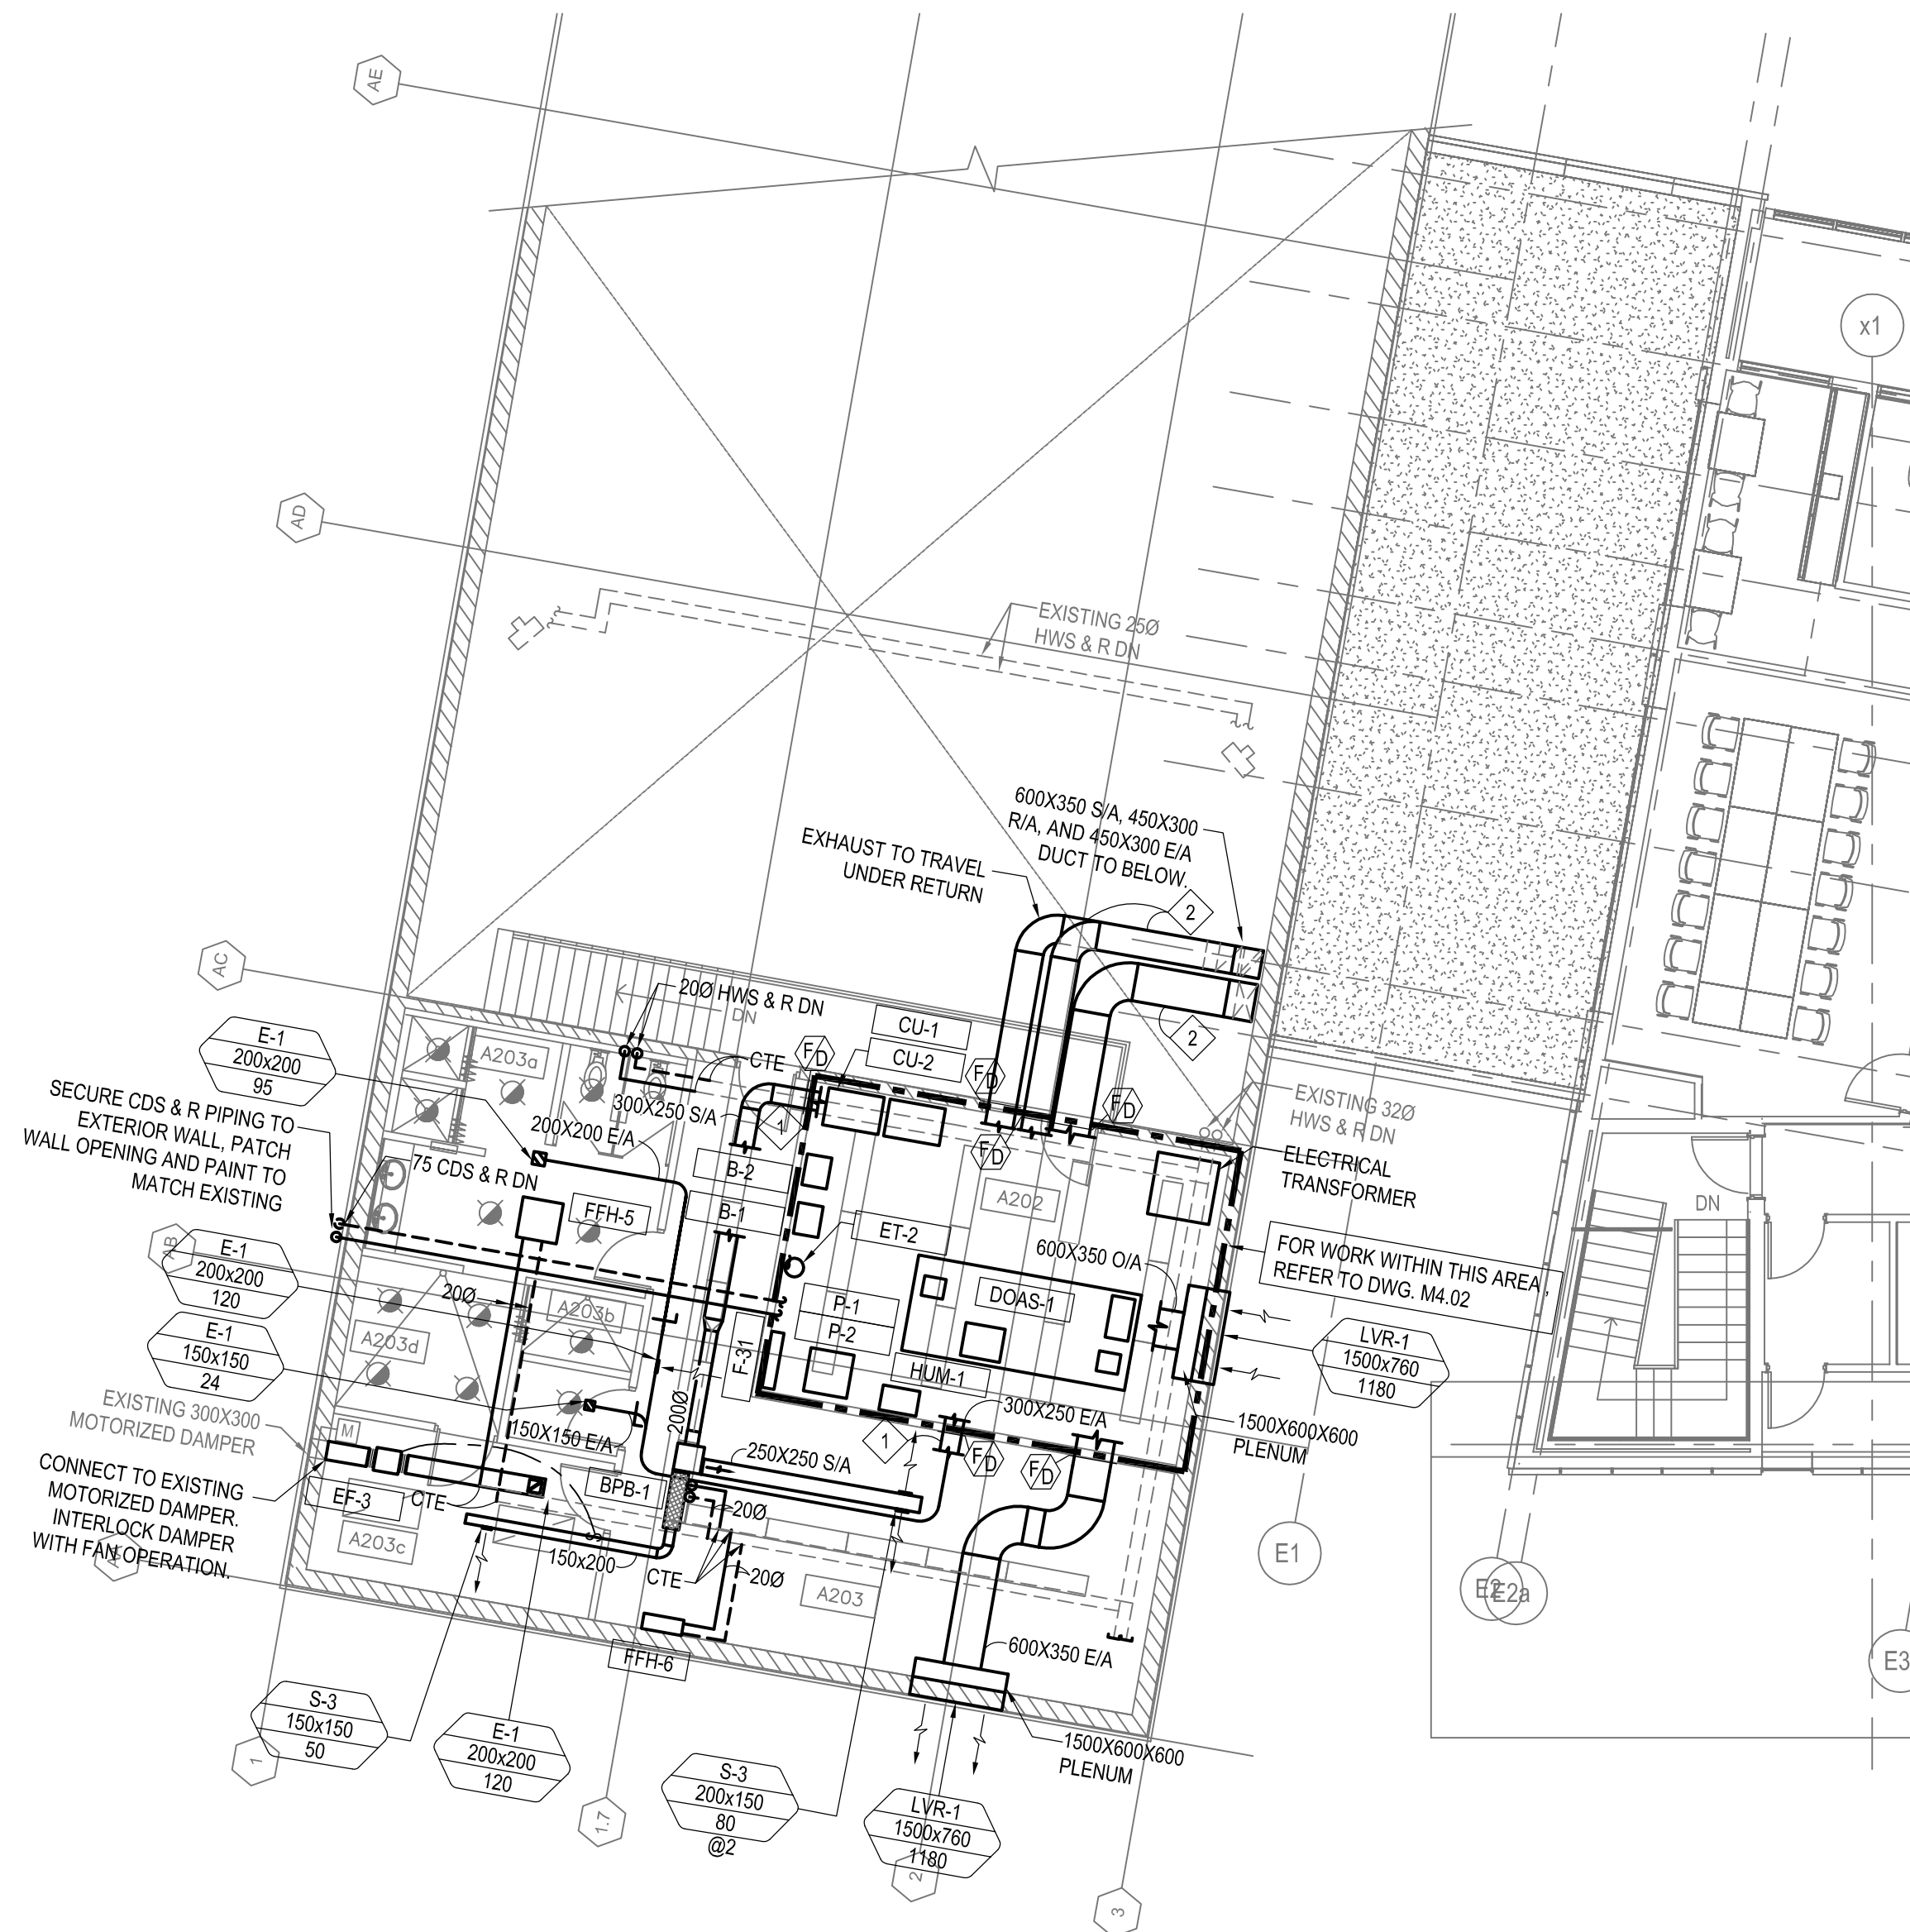 AE
x1
AD
EXISTING 25Ø
HWS & R DN
600X350 S/A, 450X300
R/A, AND 450X300 E/A
DUCT TO BELOW.
EXHAUST TO TRAVEL
UNDER RETURN
2
2
AC
20Ø HWS & R DN
DN
CU-1
CU-2
E-1
200x200
95
A203a
CTE
FD
FD
FD
FD
SECURE CDS & R PIPING TO
EXTERIOR WALL, PATCH
WALL OPENING AND PAINT TO
MATCH EXISTING
300X250 S/A
1
200X200 E/A
EXISTING 32Ø
HWS & R DN
ELECTRICAL
TRANSFORMER
75 CDS & R DN
B-2
B-1
A202
DN
FFH-5
ET-2
600X350 O/A
FOR WORK WITHIN THIS AREA,
REFER TO DWG. M4.02
AB
E-1
200x200
120
20Ø
A203b
P-1
P-2
DOAS-1
E-1
150x150
24
A203d
F-31
HUM-1
LVR-1
1500x760
1180
EXISTING 300X300
MOTORIZED DAMPER
M
150X150 E/A
200Ø
300X250 E/A
1
1500X600X600
PLENUM
CONNECT TO EXISTING
MOTORIZED DAMPER.
INTERLOCK DAMPER
WITH FAN OPERATION.
250X250 S/A
FD
FD
EF-3
CTE
BPB-1
20Ø
A203c
S
150x200
CTE
20Ø
A203
E1
E2
E2a
E3
600X350 E/A
FFH-6
S-3
150x150
50
E-1
200x200
120
1500X600X600
PLENUM
S-3
200x150
80
@2
LVR-1
1500x760
1180
1
1.7
2
3